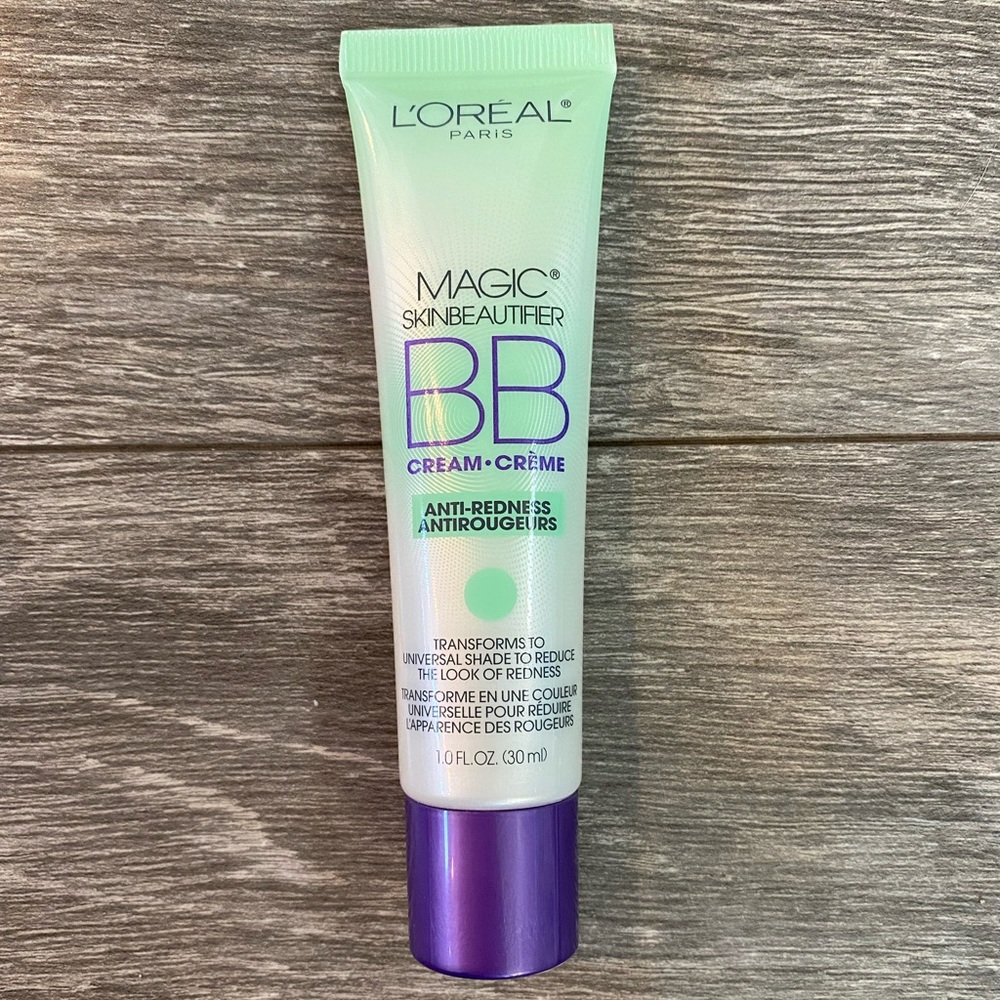 L'ORÉAL®
PARIS
MAGIC®
SKINBEAUTIFIER
BB
CREAM • CRÈME
ANTI-REDNESS
ANTIROUGEURS
TRANSFORMS TO
UNIVERSAL SHADE TO REDUCE
THE LOOK OF REDNESS
TRANSFORME EN UNE COULEUR
UNIVERSELLE POUR RÉDUIRE
L'APPARENCE DES ROUGEURS
1.0 FL.OZ. (30 ml)